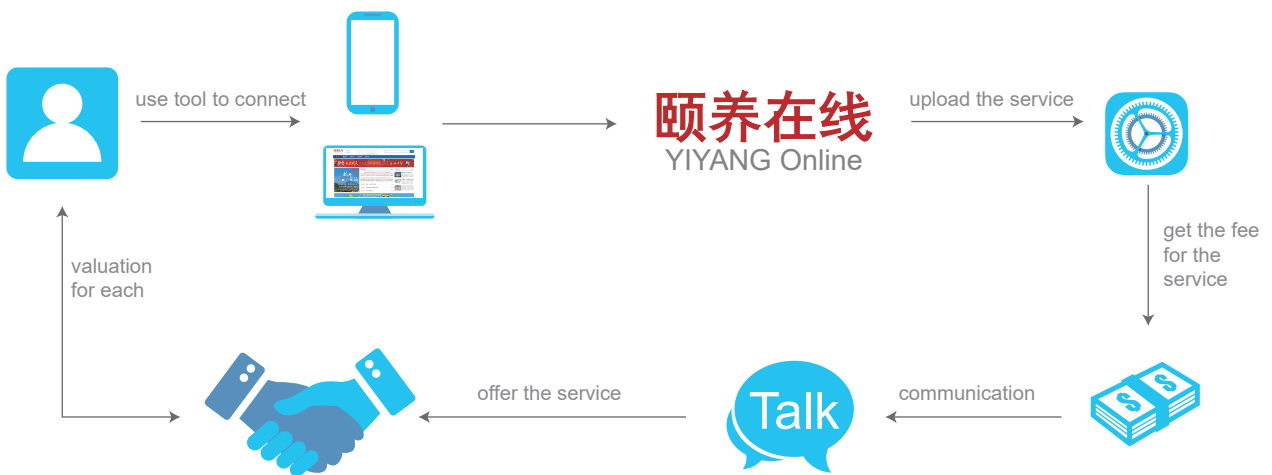 use tool to connect
颐养在线
YIYANG Online
upload the service
get the fee
for the
service
valuation
for each
offer the service
Talk
communication
$
$